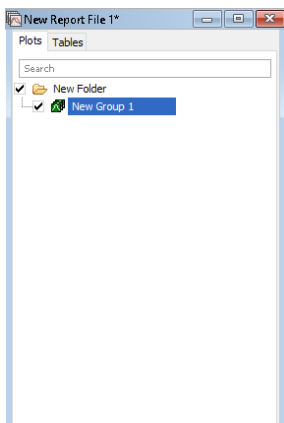 New Report File 1*
Plots Tables
Search
New Folder
New Group 1